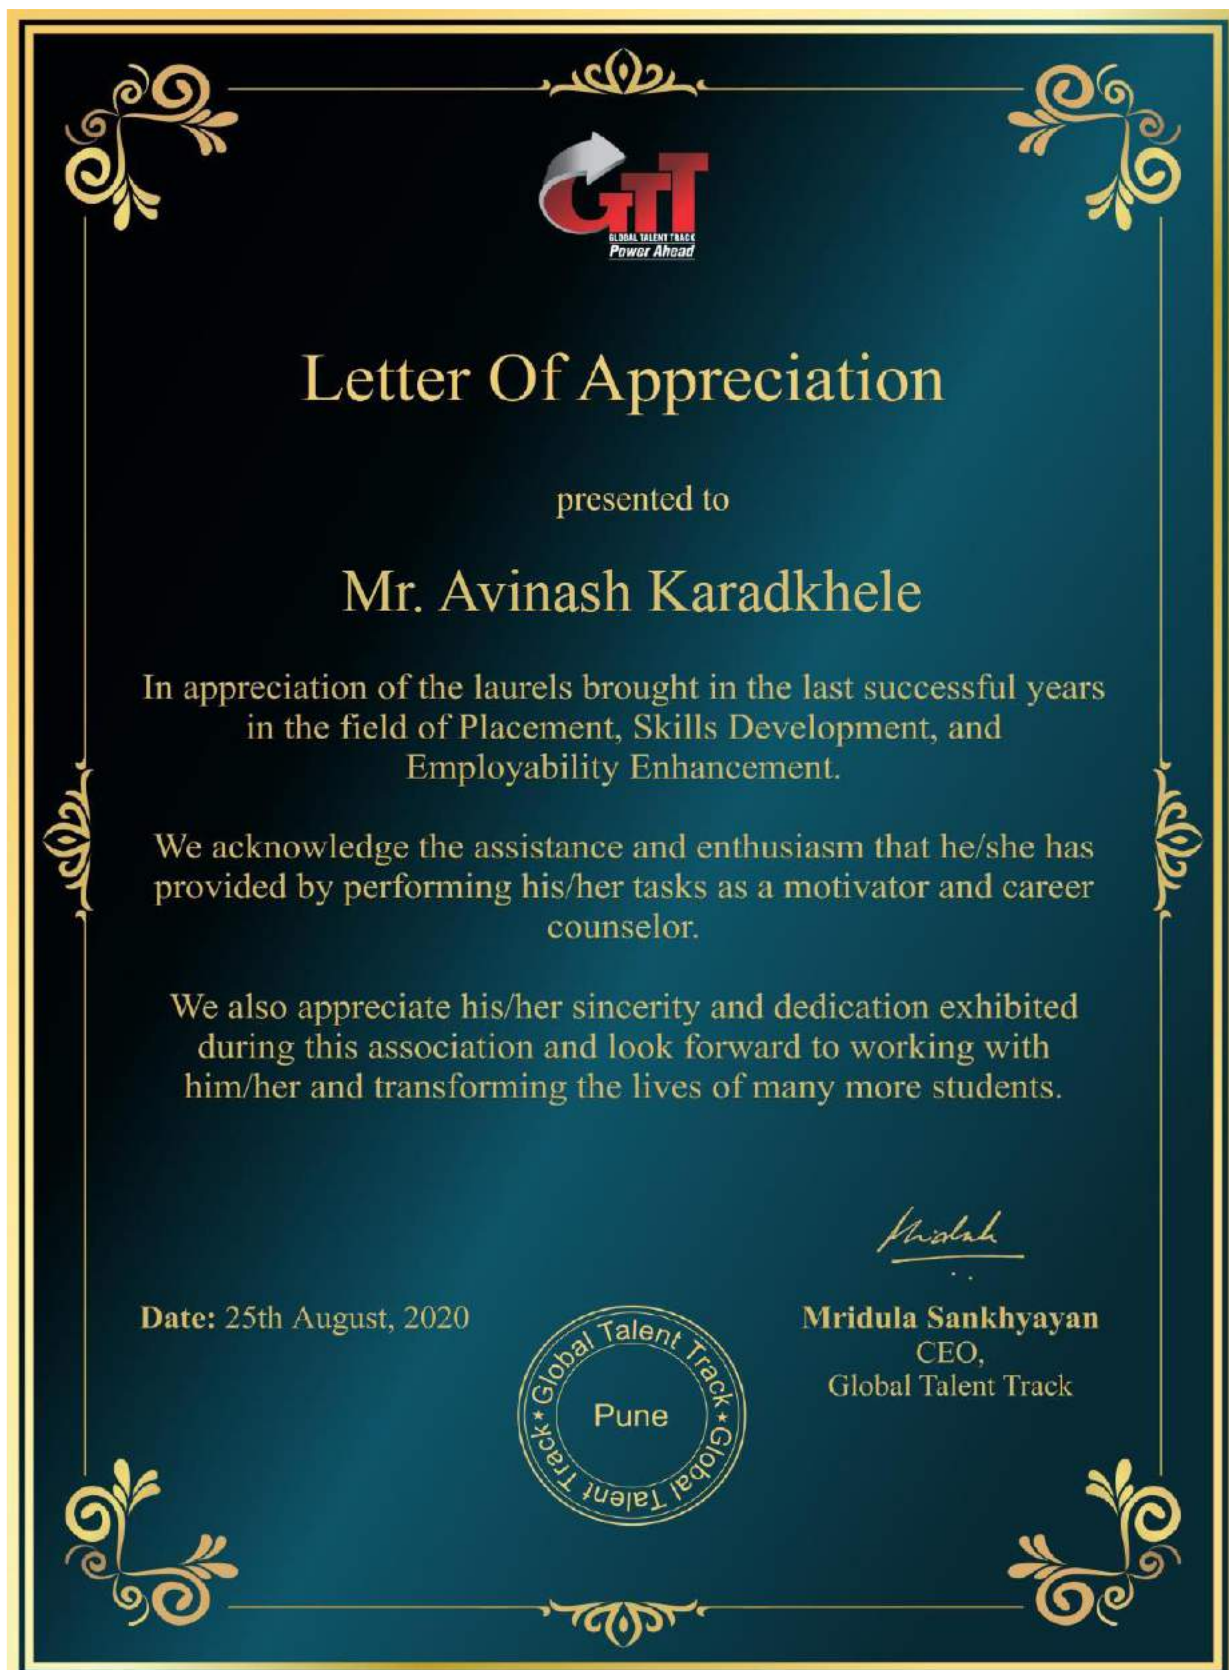 GTT
GLOBAL TALENT TRACK
Power Ahead
Letter Of Appreciation
presented to
Mr. Avinash Karadkhele
In appreciation of the laurels brought in the last successful years
in the field of Placement, Skills Development, and
Employability Enhancement.
We acknowledge the assistance and enthusiasm that he/she has
provided by performing his/her tasks as a motivator and career
counselor.
We also appreciate his/her sincerity and dedication exhibited
during this association and look forward to working with
him/her and transforming the lives of many more students.
Mridula
Date: 25th August, 2020
Mridula Sankhyayan
CEO,
Global Talent Track
Global Talent Track * Global Talent Track *
Pune